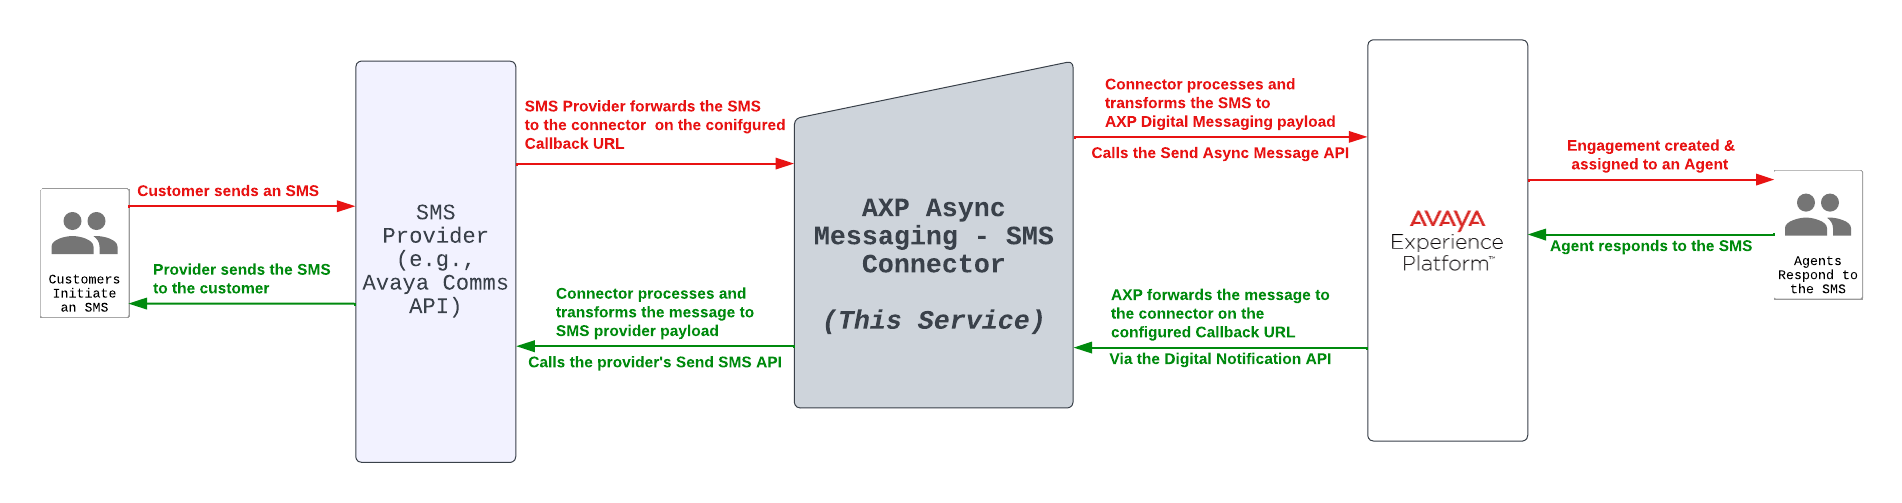 Customers
Initiate
an SMS
Customer sends an SMS
Provider sends the SMS
to the customer
SMS
Provider
(e.g.,
Avaya Comms
API)
SMS Provider forwards the SMS
to the connector  on the conifgured
Callback URL
Connector processes and
transforms the message to
SMS provider payload
Calls the provider's Send SMS API
AXP Async
Messaging - SMS
Connector
(This Service)
Connector processes and
transforms the SMS to
AXP Digital Messaging payload
Calls the Send Async Message API
AXP forwards the message to
the connector on the
configured Callback URL
Via the Digital Notification API
AVAYA
Experience
Platform™
Engagement created &
assigned to an Agent
Agent responds to the SMS
Agents
Respond to
the SMS